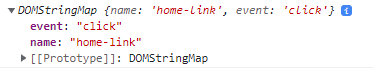 ▼ DOMStringMap {name: 'home-link', event: 'click'} i
event: "click"
name: "home-link"
▶ [[Prototype]]: DOMStringMap